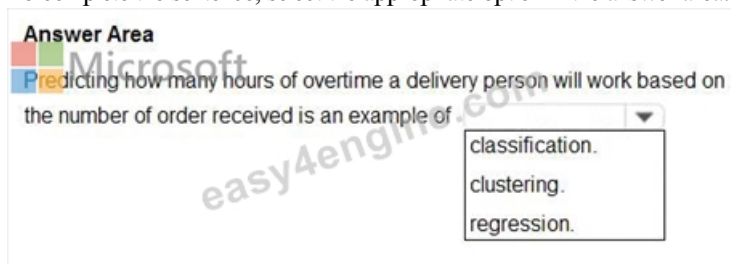 Answer Area
Microsoft
Predicting how many hours of overtime a delivery person will work based on
the number of order received is an example of
easy4engine.com
classification.
clustering.
regression.